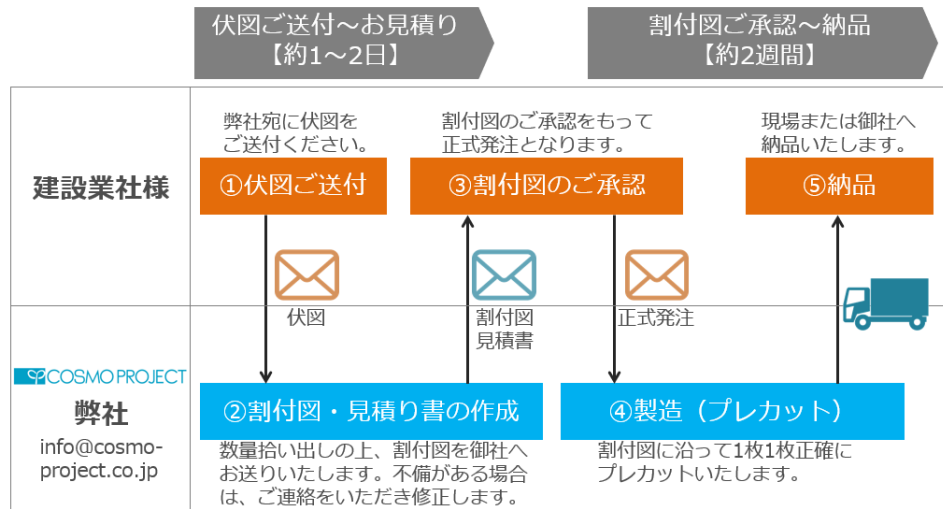 伏図ご送付～お見積り
【約1～2日】
割付図ご承認～納品
【約2週間】
建設業社様
弊社宛に伏図を
ご送付ください。
①伏図ご送付
割付図のご承認をもって
正式発注となります。
③割付図のご承認
現場または御社へ
納品いたします。
⑤納品
伏図
割付図
見積書
正式発注
COSMO PROJECT
弊社
info@cosmo-
project.co.jp
②割付図・見積り書の作成
数量拾い出しの上、割付図を御社へ
お送りいたします。不備がある場合
は、ご連絡をいただき修正します。
④製造（プレカット）
割付図に沿って1枚1枚正確に
プレカットいたします。